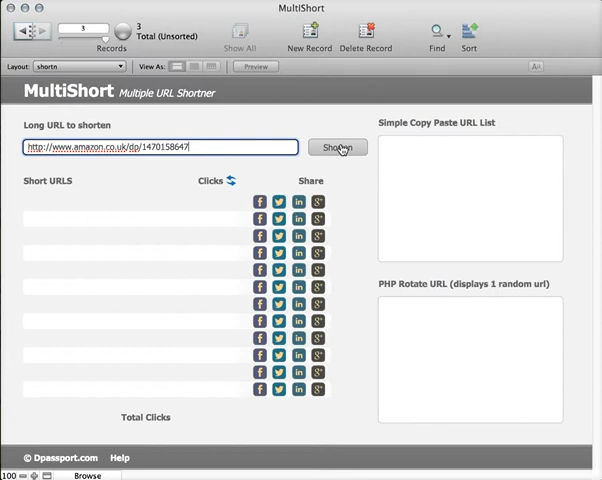 MultiShort
3
3
Total (Unsorted)
Records
Show All
New Record
Delete Record
Find
Sort
Layout:
shortn
View As:
Preview
Aa
MultiShort Multiple URL Shortner
Long URL to shorten
http://www.amazon.co.uk/dp/1470158647
Shorten
Simple Copy Paste URL List
Short URLS
Clicks
Share
PHP Rotate URL (displays 1 random url)
Total Clicks
© Dpassport.com
Help
100
Browse